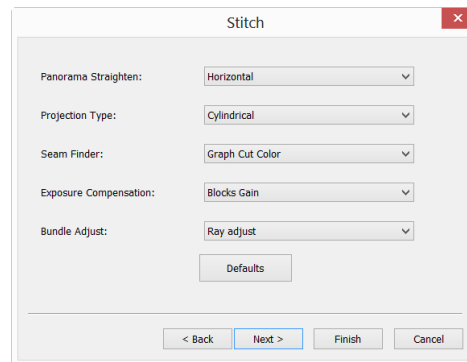 Stitch
Panorama Straighten: Horizontal
Projection Type: Cylindrical
Seam Finder: Graph Cut Color
Exposure Compensation: Blocks Gain
Bundle Adjust: Ray adjust
Defaults
< Back Next > Finish Cancel